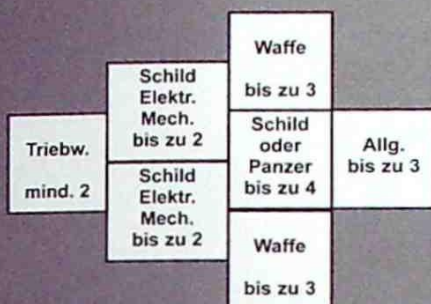 Triebw.
mind. 2
Schild
Elektr.
Mech.
bis zu 2
Schild
Elektr.
Mech.
bis zu 2
Waffe
bis zu 3
Schild
oder
Panzer
bis zu 4
Waffe
bis zu 3
Allg.
bis zu 3